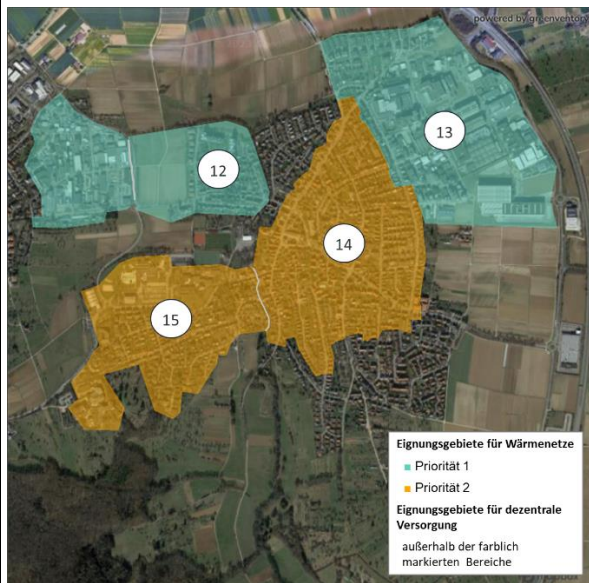 powered by greenventory
13
12
14
15
Eignungsgebiete für Wärmenetze
Priorität 1
Priorität 2
Eignungsgebiete für dezentrale
Versorgung
außerhalb der farblich
markierten Bereiche